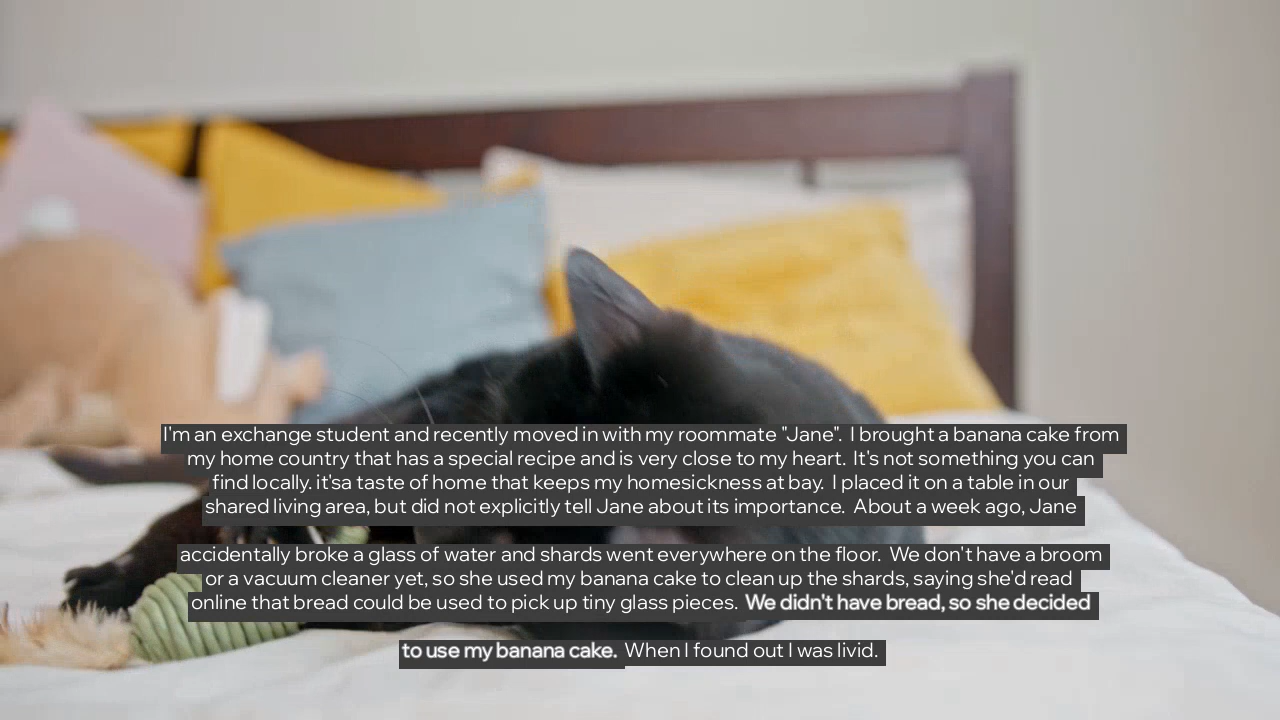 I'm an exchange student and recently moved in with my roommate "Jane". I brought a banana cake from
my home country that has a special recipe and is very close to my heart. It's not something you can
find locally. it'sa taste of home that keeps my homesickness at bay. I placed it on a table in our
shared living area, but did not explicitly tell Jane about its importance. About a week ago, Jane
accidentally broke a glass of water and shards went everywhere on the floor. We don't have a broom
or a vacuum cleaner yet, so she used my banana cake to clean up the shards, saying she'd read
online that bread could be used to pick up tiny glass pieces. We didn't have bread, so she decided
to use my banana cake. When I found out I was livid.